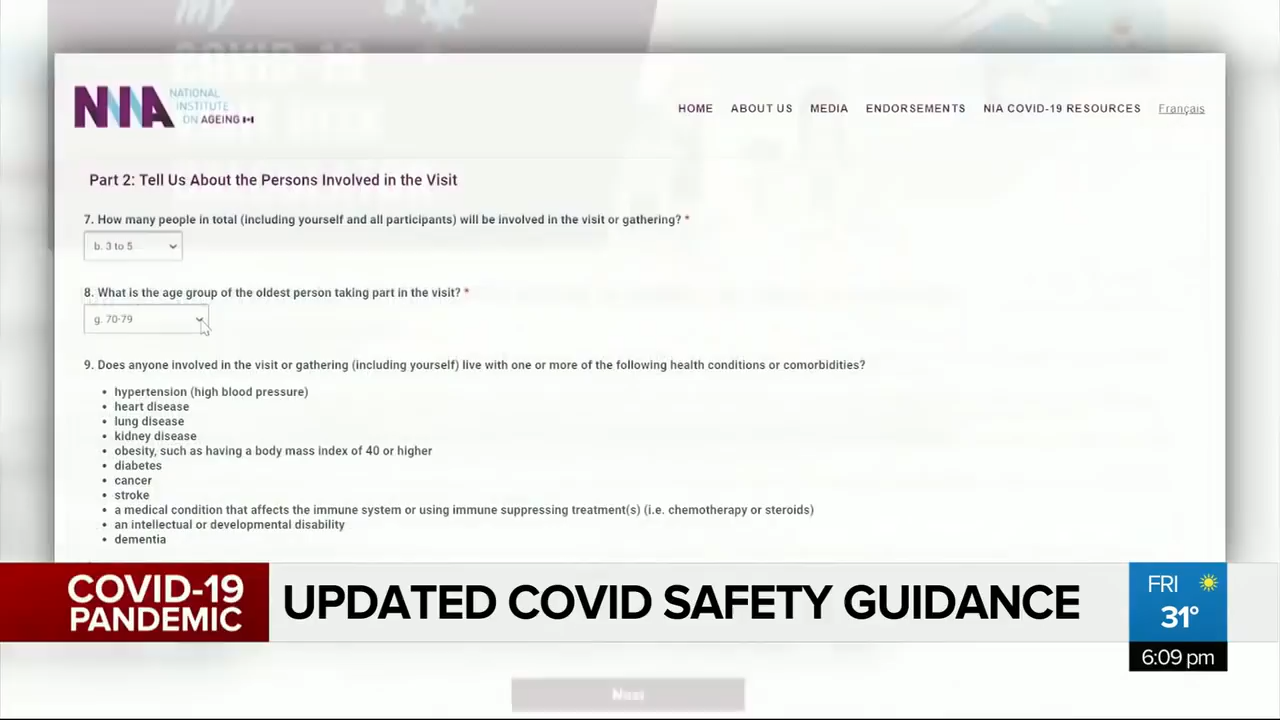 my
COVID-19
NIA
NATIONAL
INSTITUTE
ON AGEING
HOME ABOUT US MEDIA ENDORSEMENTS NIA COVID-19 RESOURCES Français
Part 2: Tell Us About the Persons Involved in the Visit
7. How many people in total (including yourself and all participants) will be involved in the visit or gathering? *
b. 3 to 5
8. What is the age group of the oldest person taking part in the visit? *
g. 70-79
9. Does anyone involved in the visit or gathering (including yourself) live with one or more of the following health conditions or comorbidities?
• hypertension (high blood pressure)
• heart disease
• lung disease
• kidney disease
• obesity, such as having a body mass index of 40 or higher
• diabetes
• cancer
• stroke
• a medical condition that affects the immune system or using immune suppressing treatment(s) (i.e. chemotherapy or steroids)
• an intellectual or developmental disability
• dementia
COVID-19
PANDEMIC
UPDATED COVID SAFETY GUIDANCE
FRI
31°
6:09 pm
Next